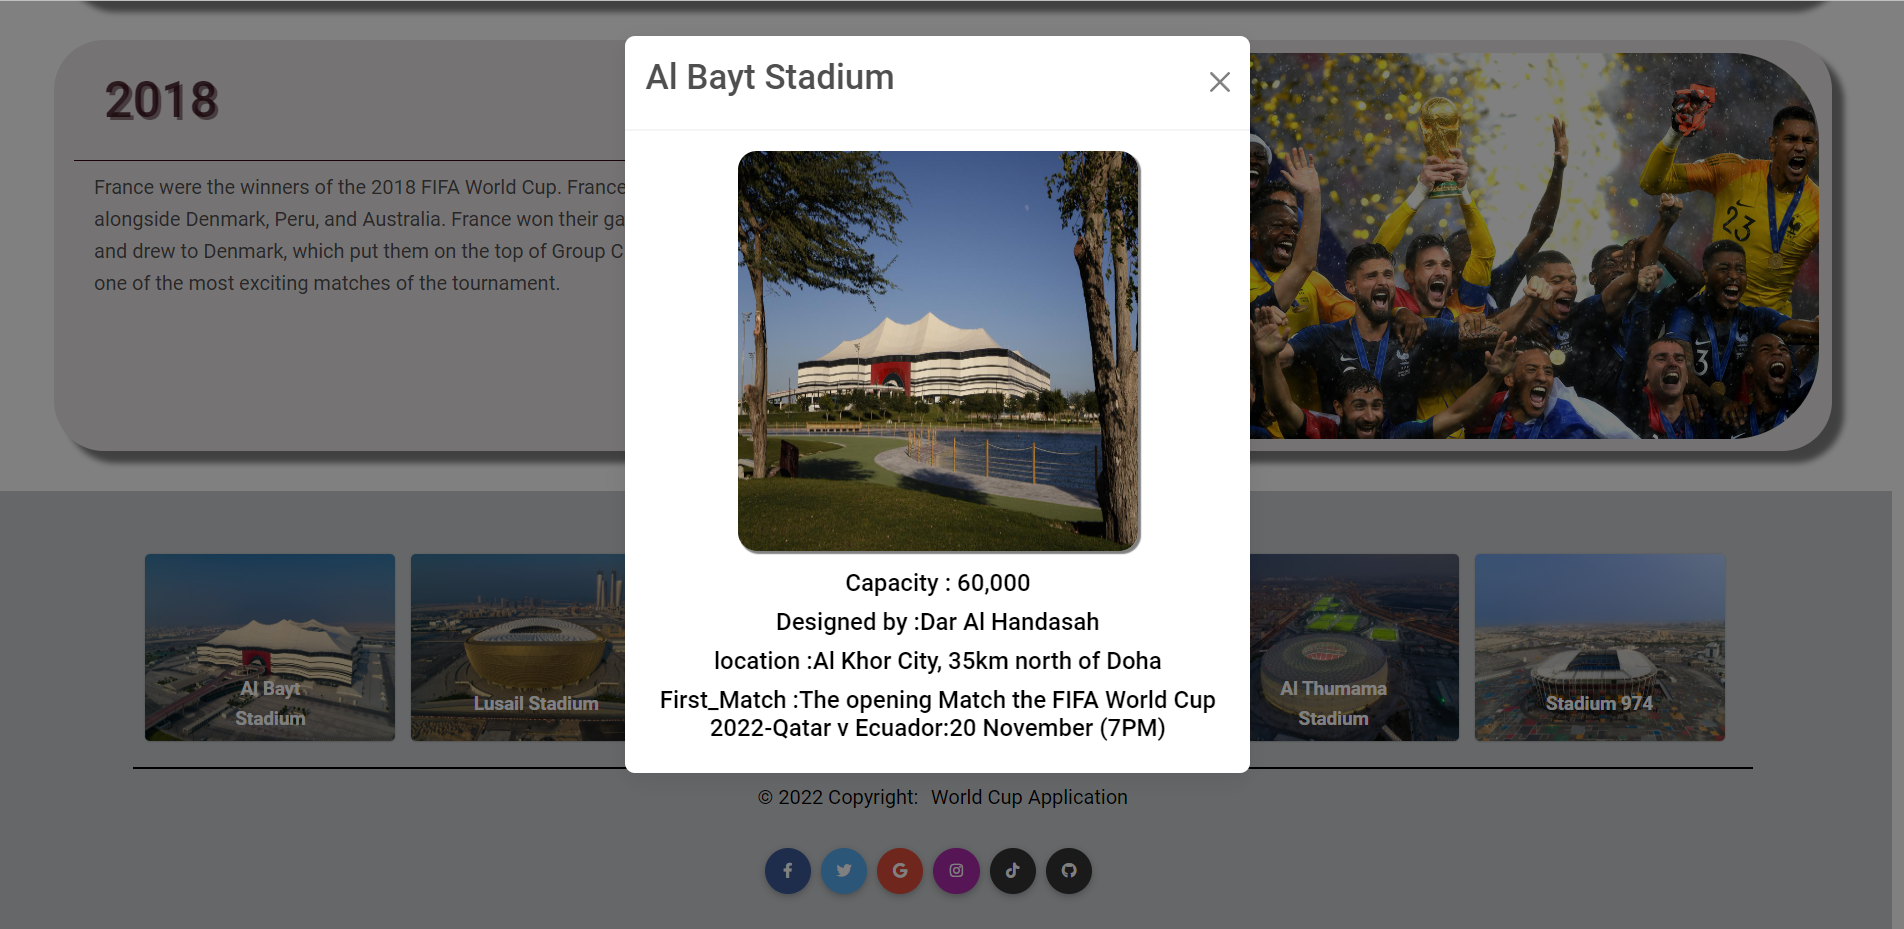 Al Bayt Stadium
2018
France were the winners of the 2018 FIFA World Cup. France
alongside Denmark, Peru, and Australia. France won their ga
and drew to Denmark, which put them on the top of Group C
one of the most exciting matches of the tournament.
23
3
Capacity : 60,000
Designed by :Dar Al Handasah
location :Al Khor City, 35km north of Doha
First_Match :The opening Match the FIFA World Cup
2022-Qatar v Ecuador:20 November (7PM)
Al Bayt
Stadium
Lusail Stadium
Al Thumama
Stadium
Stadium 974
© 2022 Copyright: World Cup Application